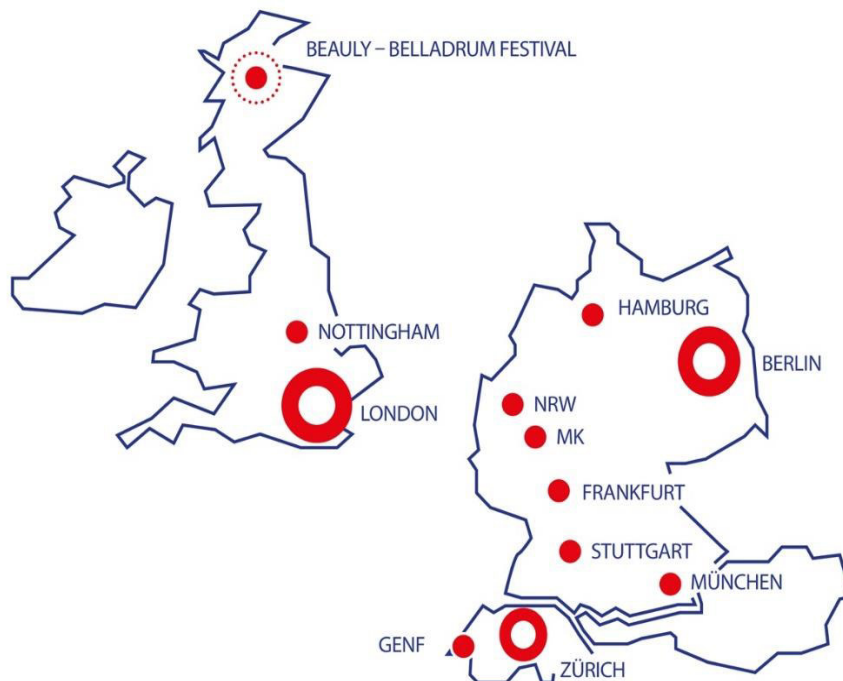 BEAULY – BELLADRUM FESTIVAL
NOTTINGHAM
LONDON
HAMBURG
BERLIN
NRW
MK
FRANKFURT
STUTTGART
MÜNCHEN
GENF
ZÜRICH